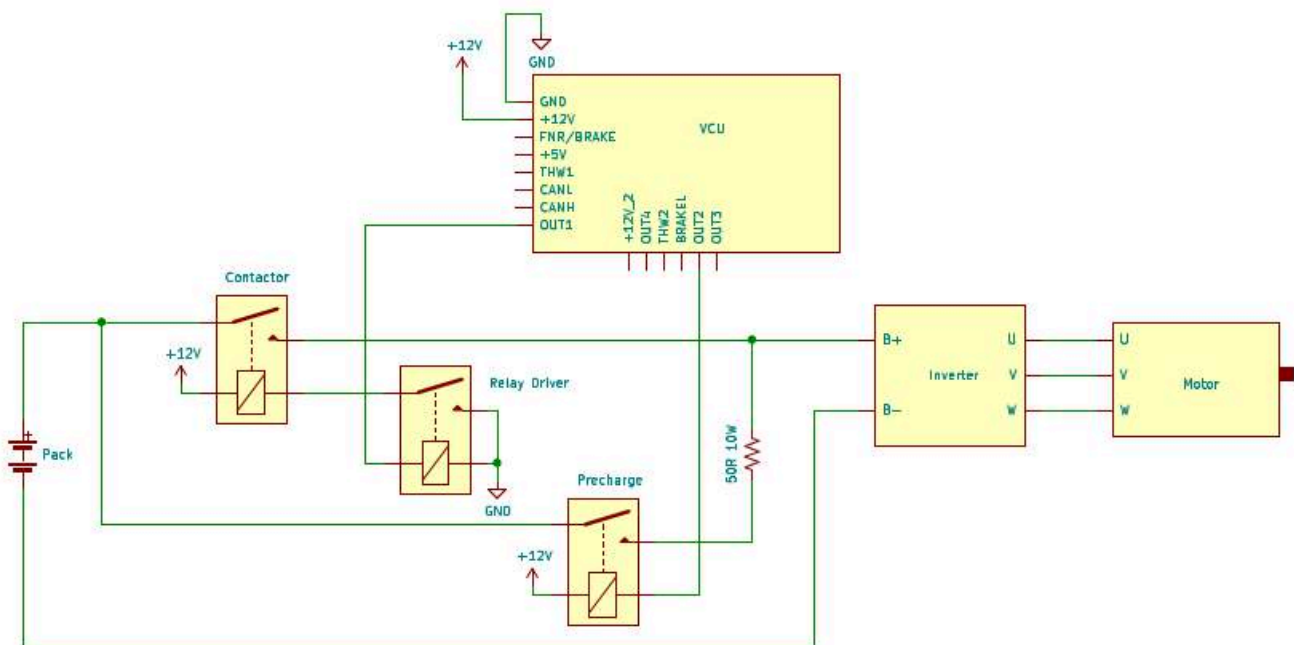 +12V
GND
GND
+12V
VCU
FNR/BRAKE
+5V
THW1
CANL
CANH
OUT1
+12V_2
OUT4
THW2
BRAKEL
OUT2
OUT3
Contactor
+12V
Relay Driver
B+
U
Inverter
V
B-
W
U
V
Motor
W
+
Pack
50R 10W
Precharge
GND
+12V